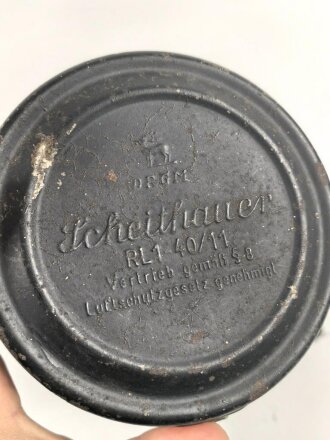 DRGM
Scheithauer
RL1 40/11
Vertrieb gemäß § 8
Luftschutzgesetz genehmigt